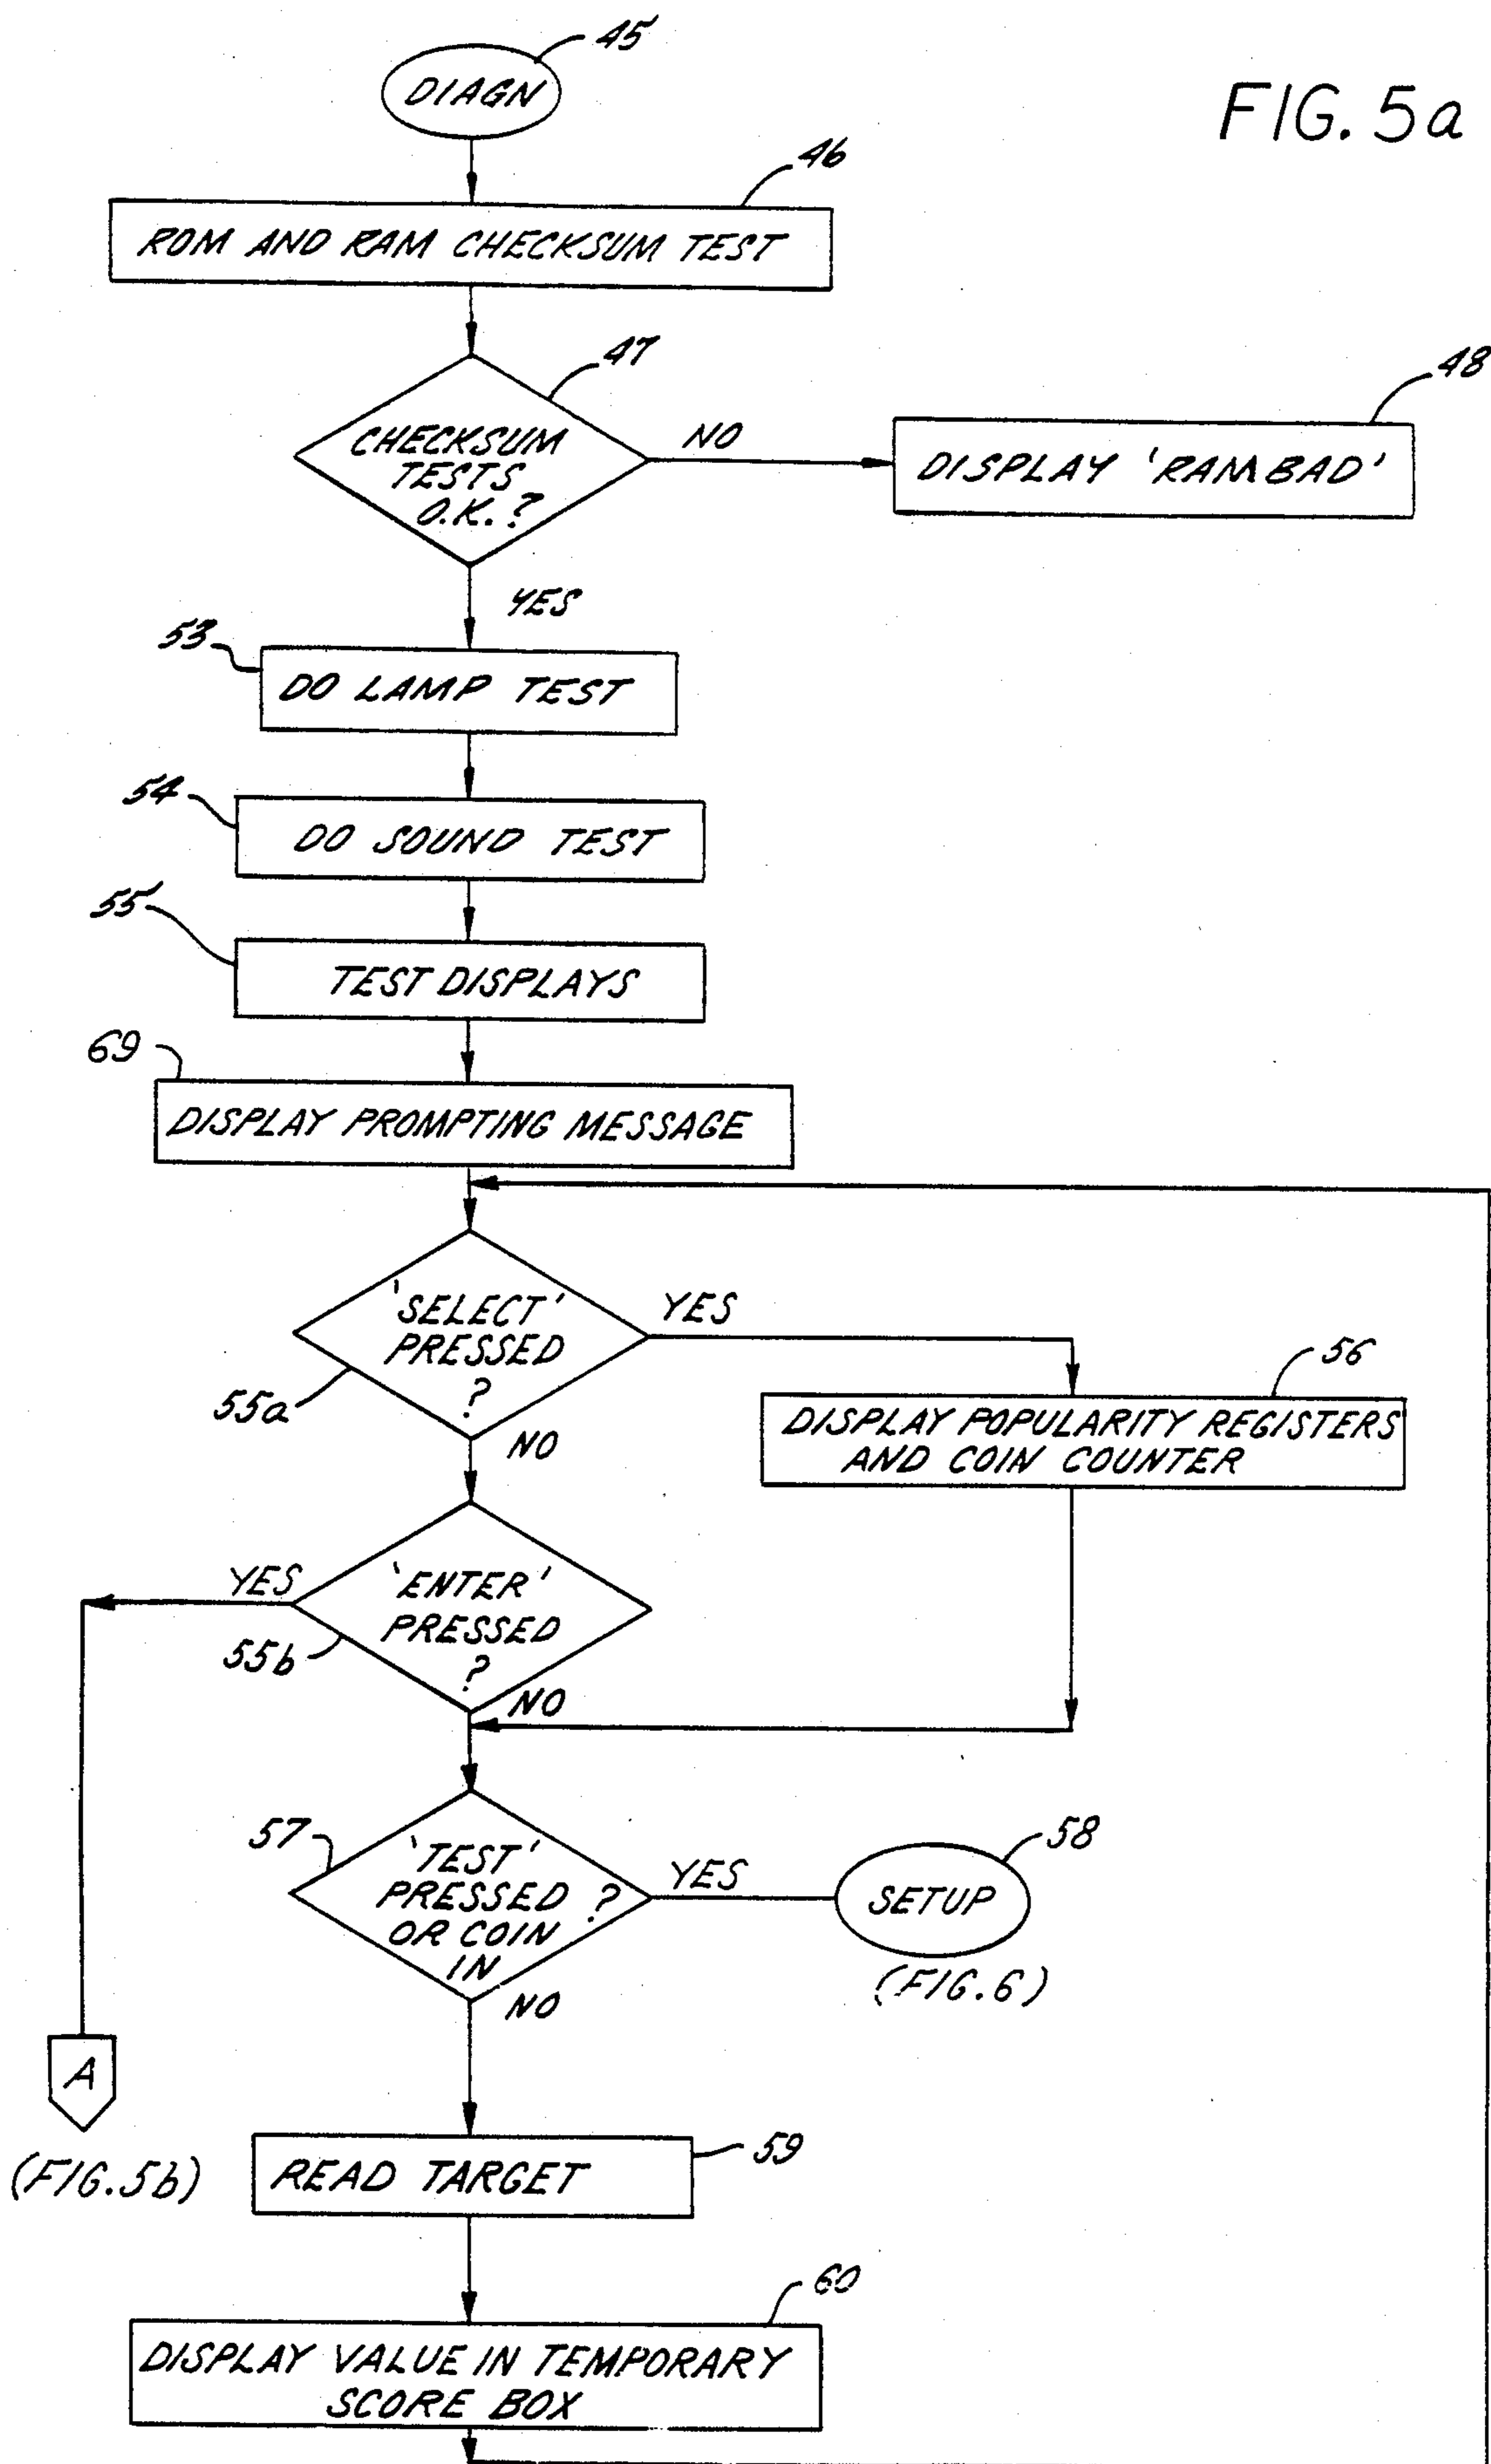 45
DIAGN
FIG. 5a
46
ROM AND RAM CHECKSUM TEST
47
CHECKSUM
TESTS
O.K.?
NO
48
DISPLAY 'RAM BAD'
YES
53
DO LAMP TEST
54
DO SOUND TEST
55
TEST DISPLAYS
69
DISPLAY PROMPTING MESSAGE
'SELECT'
PRESSED
?
YES
55a
NO
56
DISPLAY POPULARITY REGISTERS
AND COIN COUNTER
YES
'ENTER'
PRESSED
?
55b
NO
57
'TEST'
PRESSED ?
OR COIN
IN
YES
58
SETUP
(FIG.6)
NO
A
(FIG.5b)
59
READ TARGET
60
DISPLAY VALUE IN TEMPORARY
SCORE BOX